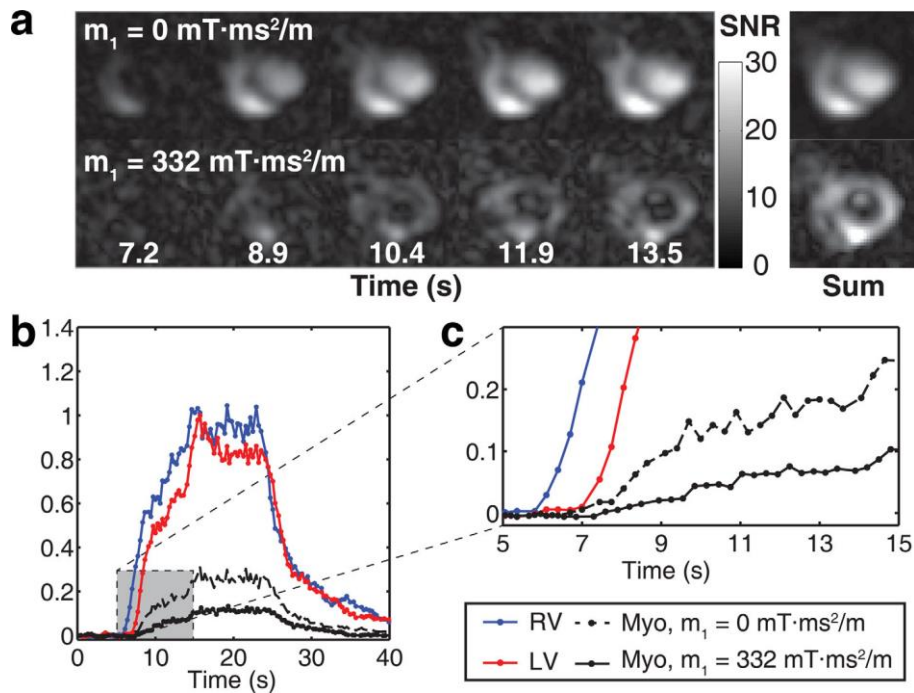 a
m₁ = 0 mT·ms²/m
SNR
30
20
10
0
m₁ = 332 mT·ms²/m
7.2 8.9 10.4 11.9 13.5
Time (s)
Sum
b
1.4
1.2
1
0.8
0.6
0.4
0.2
0
0 10 20 30 40
Time (s)
c
0.2
0.1
0
5 7 9 11 13 15
Time (s)
RV Myo, m₁ = 0 mT·ms²/m
LV Myo, m₁ = 332 mT·ms²/m